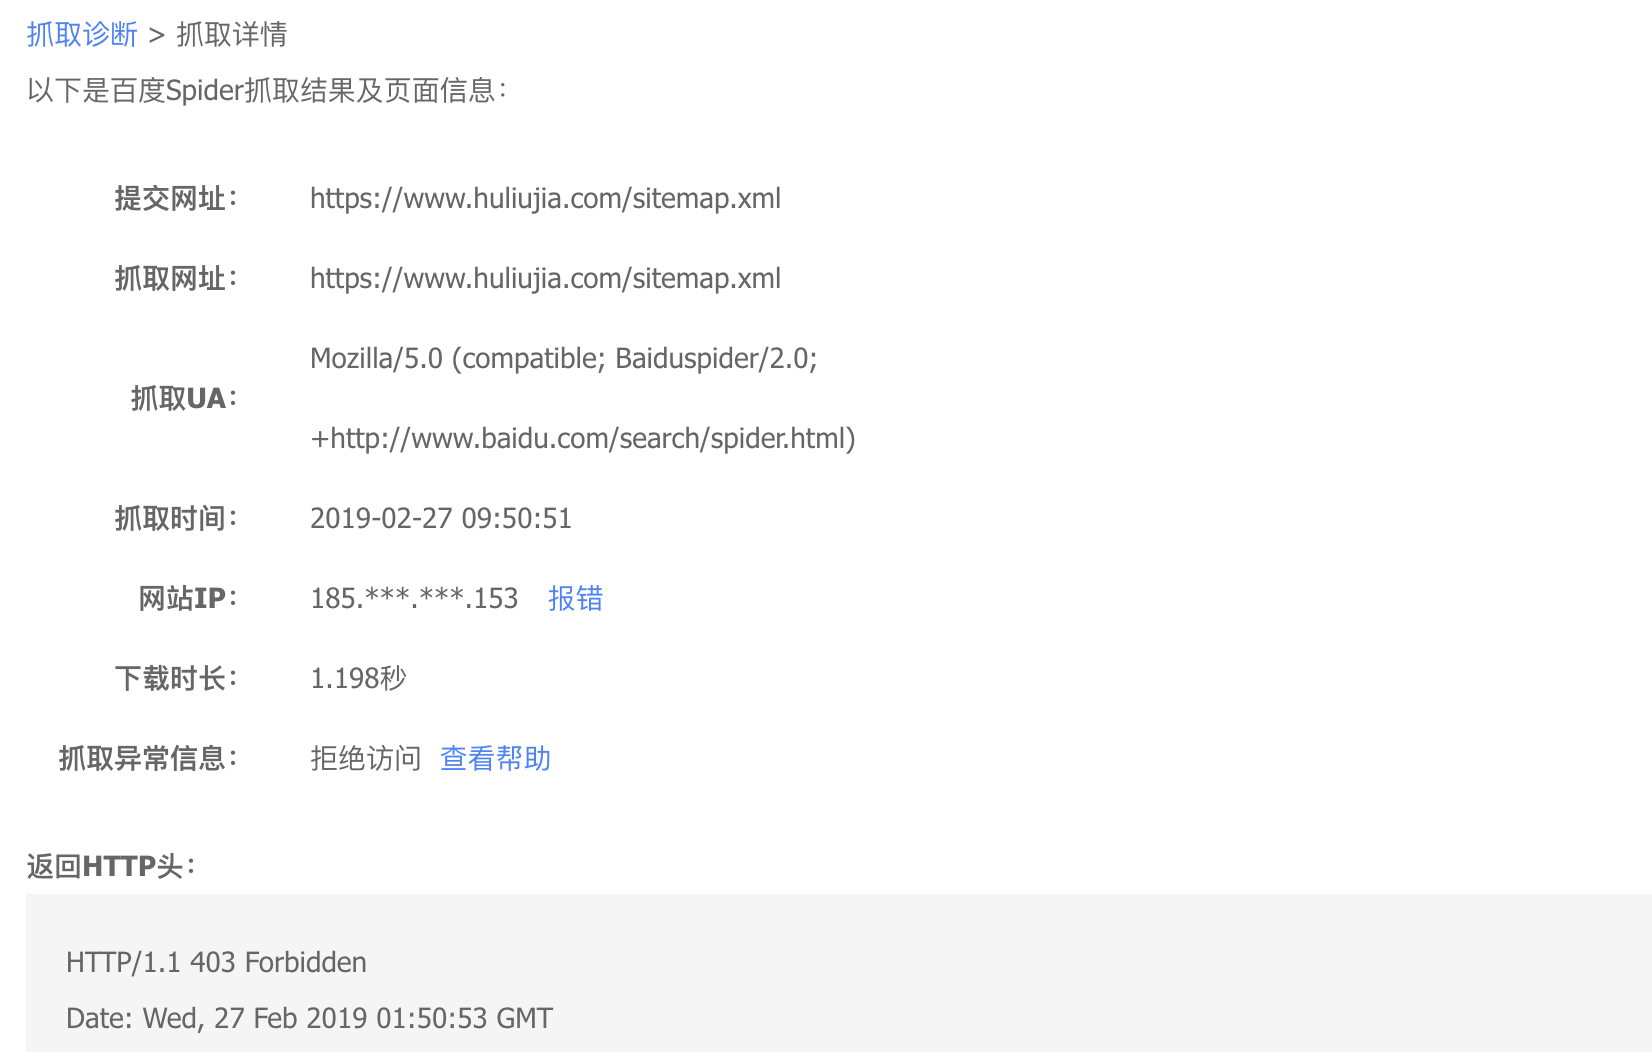 抓取诊断 > 抓取详情
以下是百度Spider抓取结果及页面信息：
提交网址： https://www.huliujia.com/sitemap.xml
抓取网址： https://www.huliujia.com/sitemap.xml
抓取UA： Mozilla/5.0 (compatible; Baiduspider/2.0;
+http://www.baidu.com/search/spider.html)
抓取时间： 2019-02-27 09:50:51
网站IP： 185.***.***.153 报错
下载时长： 1.198秒
抓取异常信息： 拒绝访问 查看帮助
返回HTTP头：
HTTP/1.1 403 Forbidden
Date: Wed, 27 Feb 2019 01:50:53 GMT